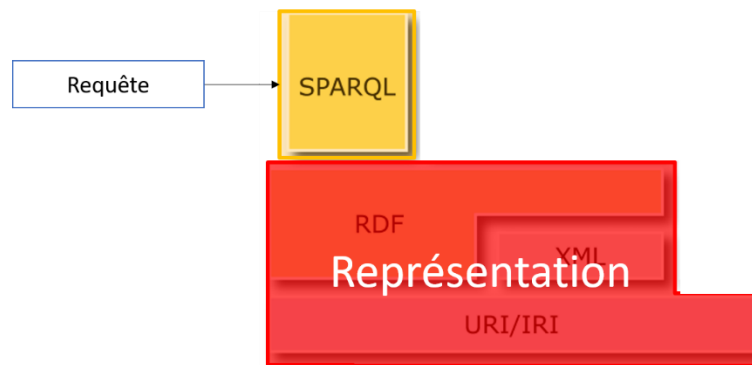 Requête
SPARQL
RDF
XML
Représentation
URI/IRI